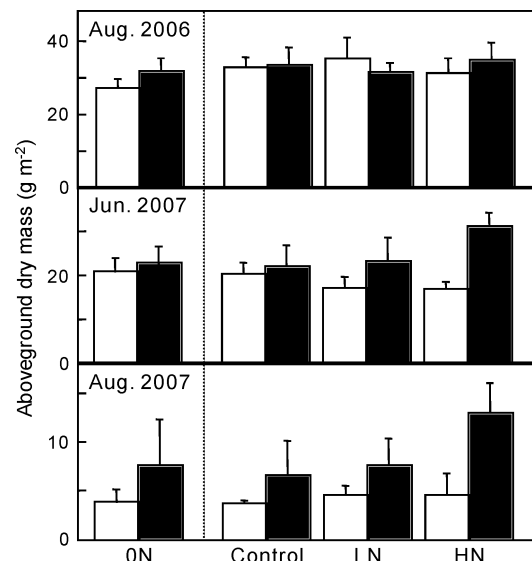 Aboveground dry mass (g m-2)
Aug. 2006
40
20
0
Jun. 2007
20
0
Aug. 2007
10
0
0N Control LN HN